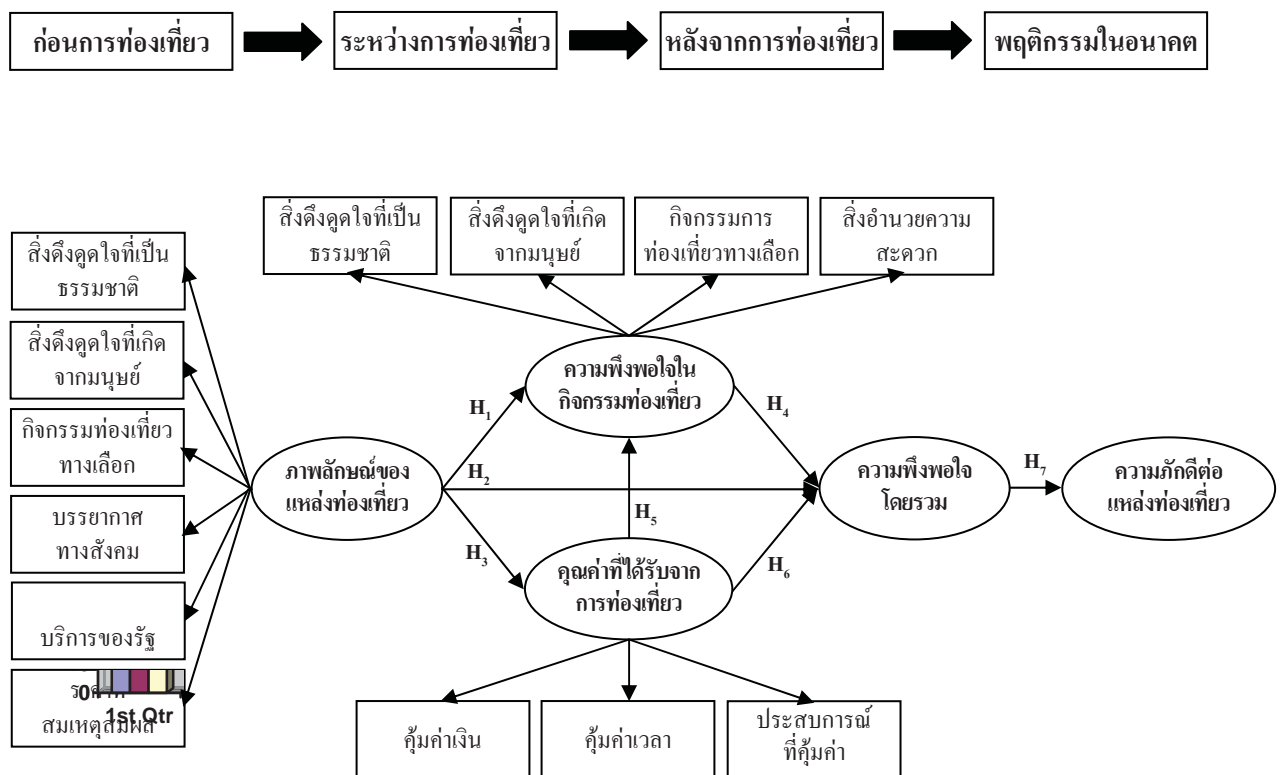 ก่อนการท่องเที่ยว
ระหว่างการท่องเที่ยว
หลังจากการท่องเที่ยว
พฤติกรรมในอนาคต
สิ่งดึงดูดใจที่เป็น
ธรรมชาติ
สิ่งดึงดูดใจที่เกิด
จากมนุษย์
กิจกรรมการ
ท่องเที่ยวทางเลือก
สิ่งอำนวยความ
สะดวก
สิ่งดึงดูดใจที่เป็น
ธรรมชาติ
สิ่งดึงดูดใจที่เกิด
จากมนุษย์
กิจกรรมท่องเที่ยว
ทางเลือก
บรรยากาศ
ทางสังคม
บริการของรัฐ
0
สมเหตุสมผล
1st Qtr
ภาพลักษณ์ของ
แหล่งท่องเที่ยว
ความพึงพอใจใน
กิจกรรมท่องเที่ยว
H1
H2
H3
H4
H5
H6
คุณค่าที่ได้รับจาก
การท่องเที่ยว
ความพึงพอใจ
โดยรวม
H7
ความภักดีต่อ
แหล่งท่องเที่ยว
คุ้มค่าเงิน
คุ้มค่าเวลา
ประสบการณ์
ที่คุ้มค่า